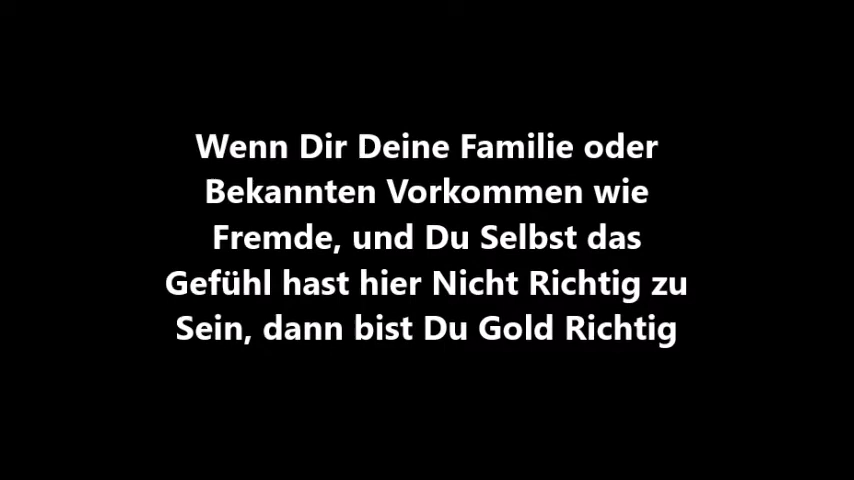 Wenn Dir Deine Familie oder
Bekannten Vorkommen wie
Fremde, und Du Selbst das
Gefühl hast hier Nicht Richtig zu
Sein, dann bist Du Gold Richtig